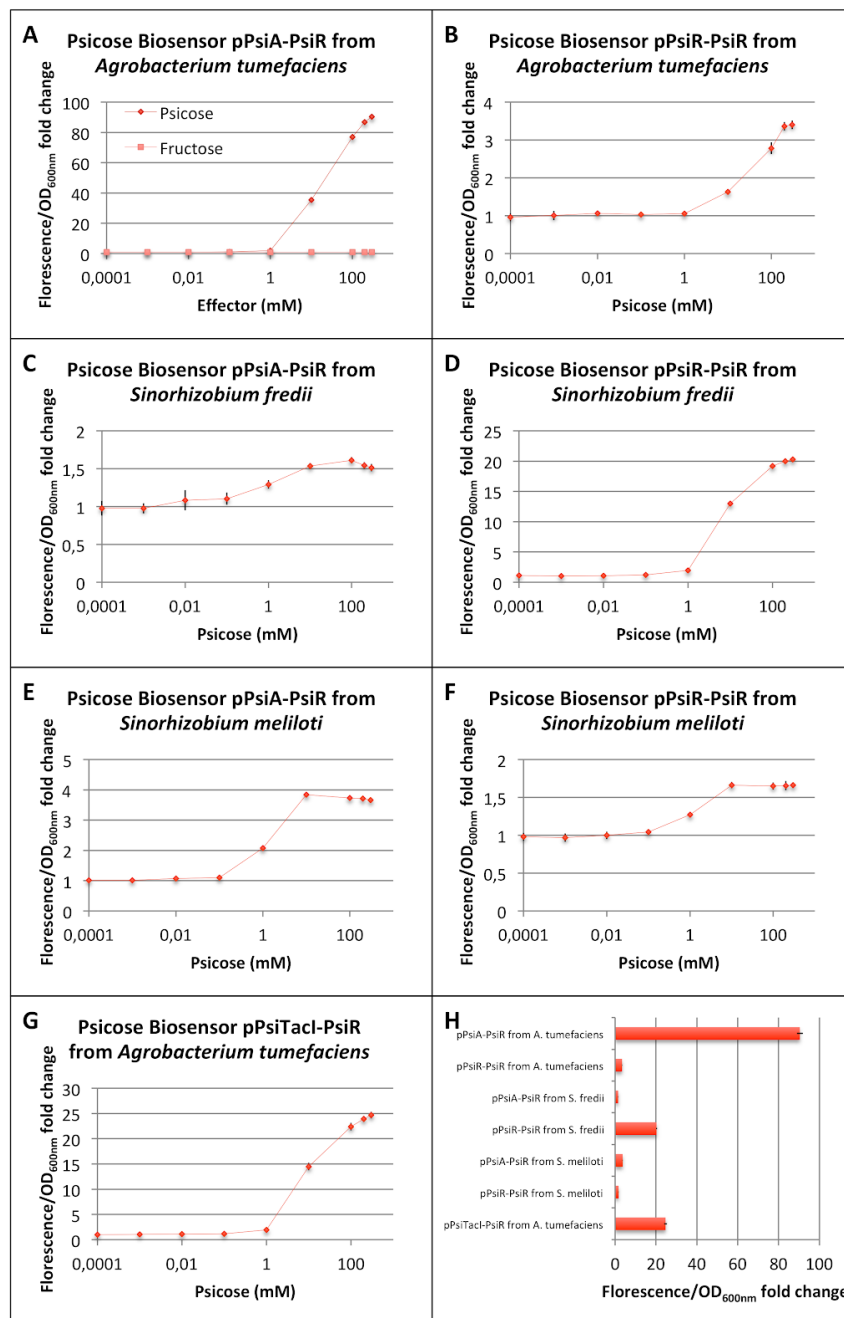 A
Psicose Biosensor pPsiA-PsiR from
Agrobacterium tumefaciens
Florescence/OD600nm fold change
100
80
60
40
20
0
Psicose
Fructose
0,0001
0,01
1
100
Effector (mM)
B
Psicose Biosensor pPsiR-PsiR from
Agrobacterium tumefaciens
Florescence/OD600nm fold change
4
3
2
1
0
0,0001
0,01
1
100
Psicose (mM)
C
Psicose Biosensor pPsiA-PsiR from
Sinorhizobium fredii
Florescence/OD600nm fold change
2
1,5
1
0,5
0
0,0001
0,01
1
100
Psicose (mM)
D
Psicose Biosensor pPsiR-PsiR from
Sinorhizobium fredii
Florescence/OD600nm fold change
25
20
15
10
5
0
0,0001
0,01
1
100
Psicose (mM)
E
Psicose Biosensor pPsiA-PsiR from
Sinorhizobium meliloti
Florescence/OD600nm fold change
5
4
3
2
1
0
0,0001
0,01
1
100
Psicose (mM)
F
Psicose Biosensor pPsiR-PsiR from
Sinorhizobium meliloti
Florescence/OD600nm fold change
2
1,5
1
0,5
0
0,0001
0,01
1
100
Psicose (mM)
G
Psicose Biosensor pPsiTacI-PsiR
from Agrobacterium tumefaciens
Florescence/OD600nm fold change
30
25
20
15
10
5
0
0,0001
0,01
1
100
Psicose (mM)
H
pPsiA-PsiR from A. tumefaciens
pPsiR-PsiR from A. tumefaciens
pPsiA-PsiR from S. fredii
pPsiR-PsiR from S. fredii
pPsiA-PsiR from S. meliloti
pPsiR-PsiR from S. meliloti
pPsiTacI-PsiR from A. tumefaciens
0
20
40
60
80
100
Florescence/OD600nm fold change